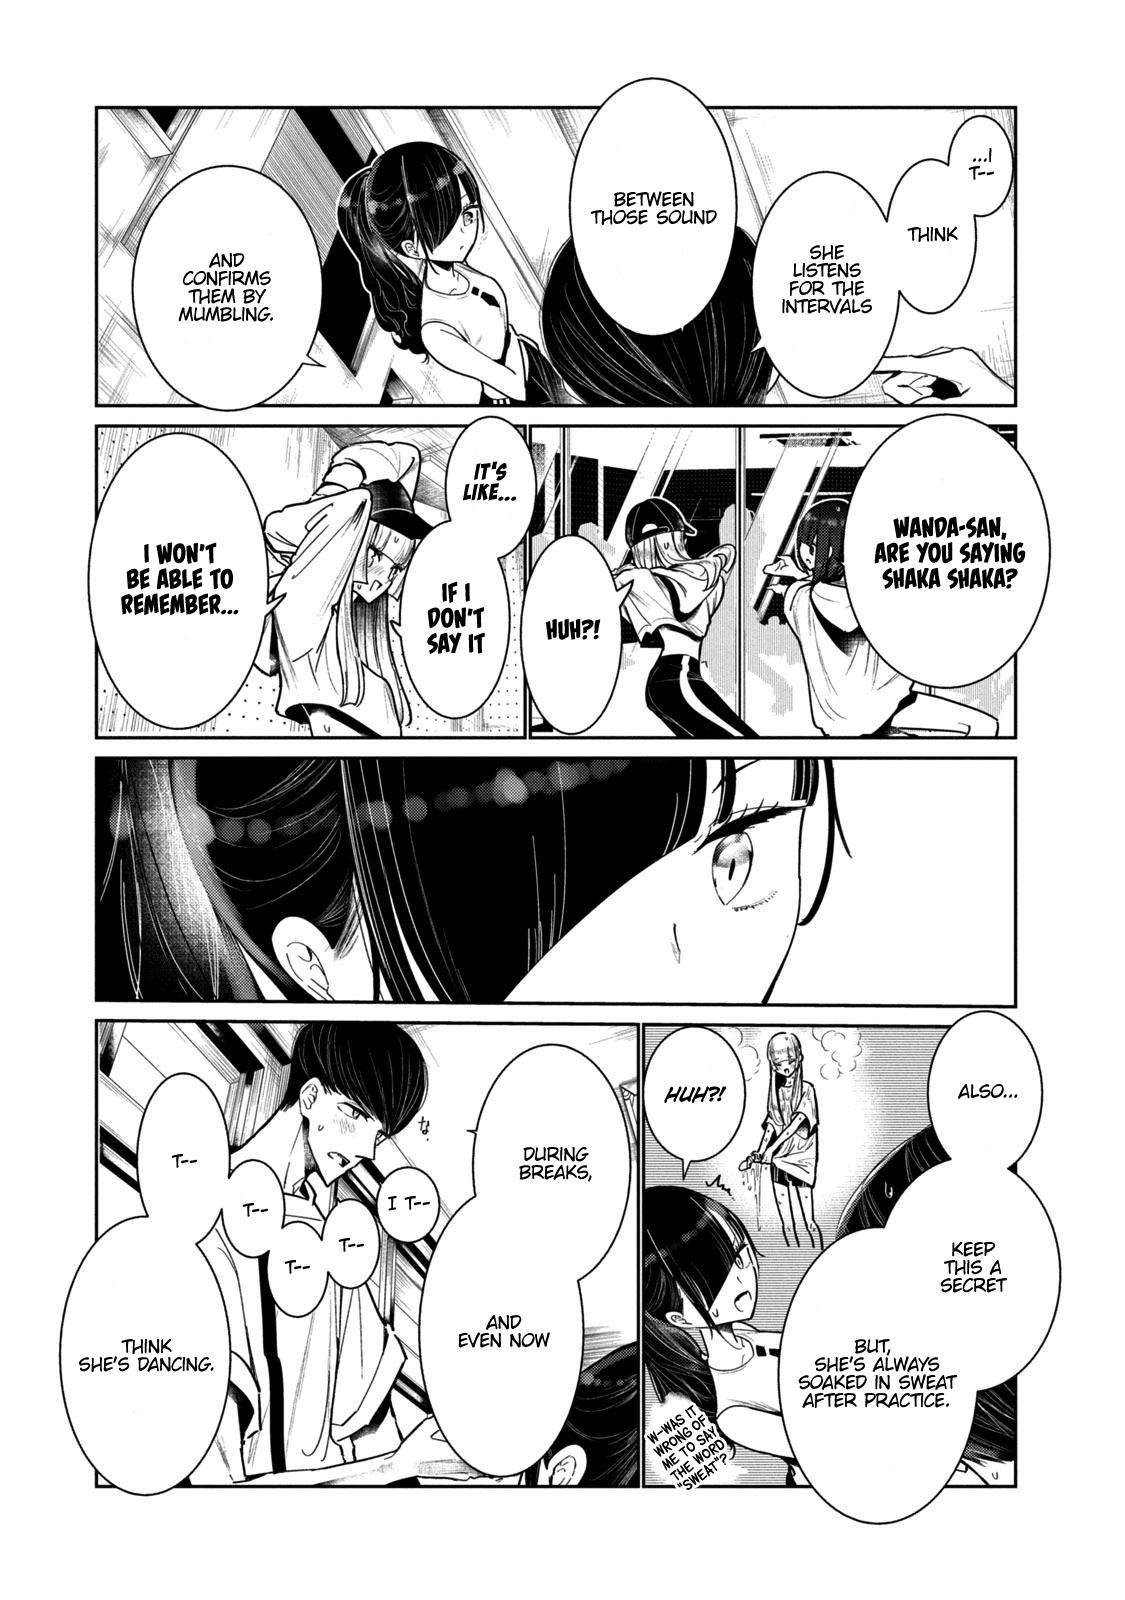 ...I
T--
THINK
SHE
LISTENS
FOR THE
INTERVALS
BETWEEN
THOSE SOUND
AND
CONFIRMS
THEM BY
MUMBLING.
WANDA-SAN,
ARE YOU SAYING
SHAKA SHAKA?
HUH?!
IT'S
LIKE...
IF I
DON'T
SAY IT
I WON'T
BE ABLE TO
REMEMBER...
ALSO...
KEEP
THIS A
SECRET
BUT,
SHE'S ALWAYS
SOAKED IN SWEAT
AFTER PRACTICE.
HUH?!
W-WAS IT
WRONG OF
ME TO SAY
THE WORD
"SWEAT"?
DURING
BREAKS,
AND
EVEN NOW
な.
I T--
T--
T--
T--
T--
THINK
SHE'S DANCING.